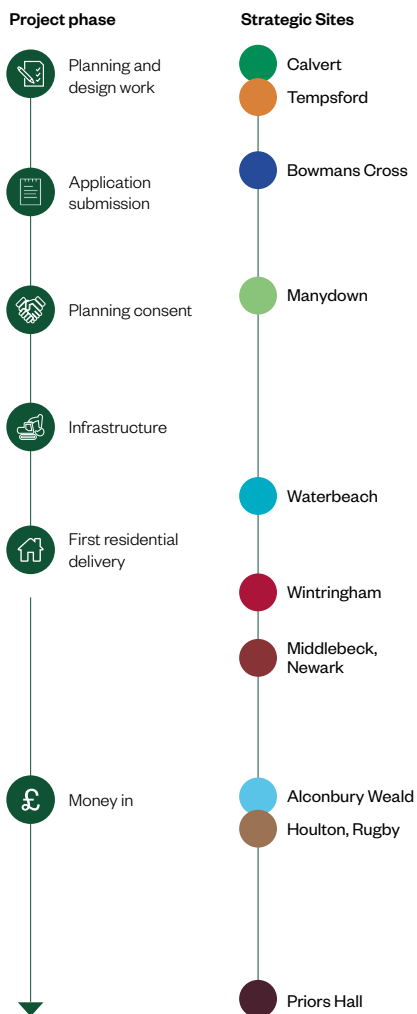 Project phase
Planning and
design work
Application
submission
Planning consent
Infrastructure
First residential
delivery
£
Money in
Strategic Sites
Calvert
Tempsford
Bowmans Cross
Manydown
Waterbeach
Wintringham
Middlebeck,
Newark
Alconbury Weald
Houlton, Rugby
Priors Hall